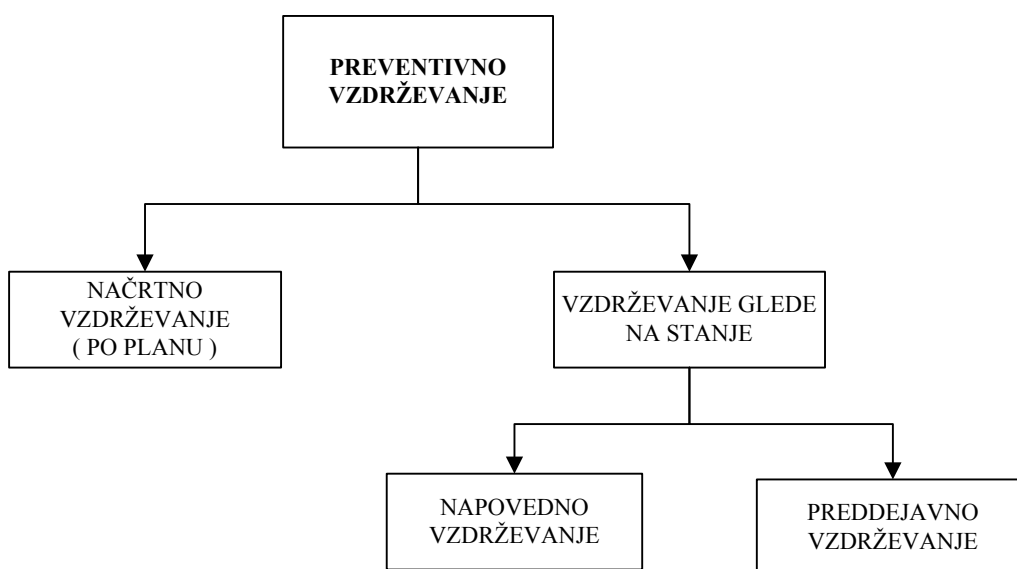 PREVENTIVNO
VZDRŽEVANJE
NAČRTNO
VZDRŽEVANJE
( PO PLANU )
VZDRŽEVANJE GLEDE
NA STANJE
NAPOVEDNO
VZDRŽEVANJE
PREDDEJAVNO
VZDRŽEVANJE